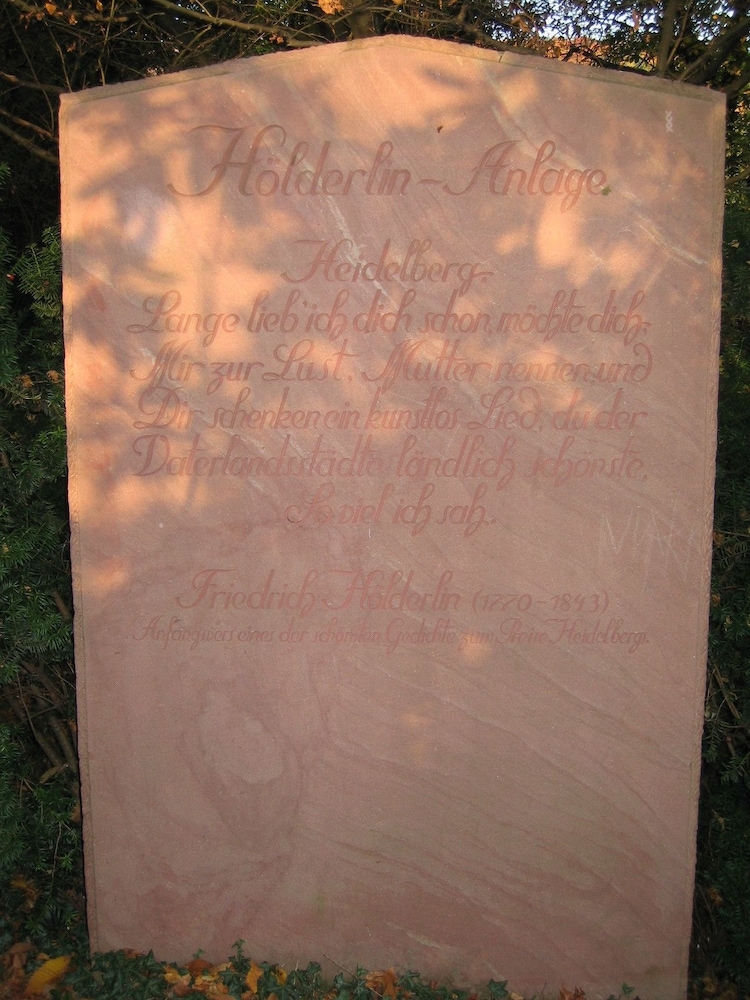 Hölderlin-Anlage
Heidelberg.
Lange lieb' ich dich schon, möchte dich,
Mir zur Lust, Mutter nennen, und
Dir schenken ein kunstlos Lied, du der
Vaterlandsstädte ländlich schönste,
So viel ich sah.
Friedrich Hölderlin (1770-1843)
Anfangsvers eines der schönsten Gedichte zum Preise Heidelbergs.